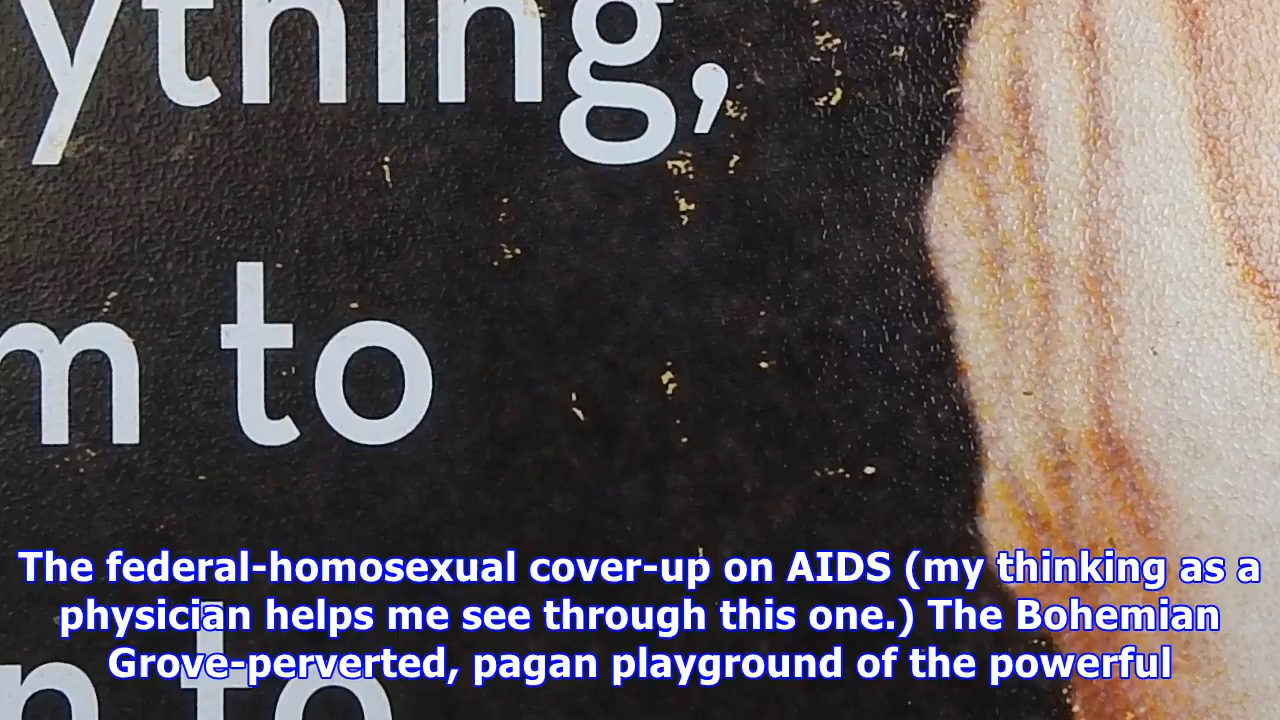 ything,
m to
n to
The federal-homosexual cover-up on AIDS (my thinking as a
physician helps me see through this one.) The Bohemian
Grove-perverted, pagan playground of the powerful